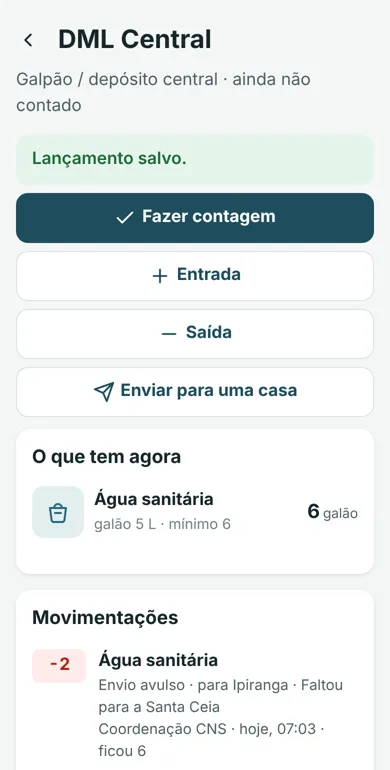 DML Central
Galpão / depósito central · ainda não
contado
Lançamento salvo.
Fazer contagem
Entrada
Saída
Enviar para uma casa
O que tem agora
Água sanitária
galão 5 L · mínimo 6
6 galão
Movimentações
-2
Água sanitária
Envio avulso · para Ipiranga · Faltou
para a Santa Ceia
Coordenação CNS · hoje, 07:03 ·
ficou 6